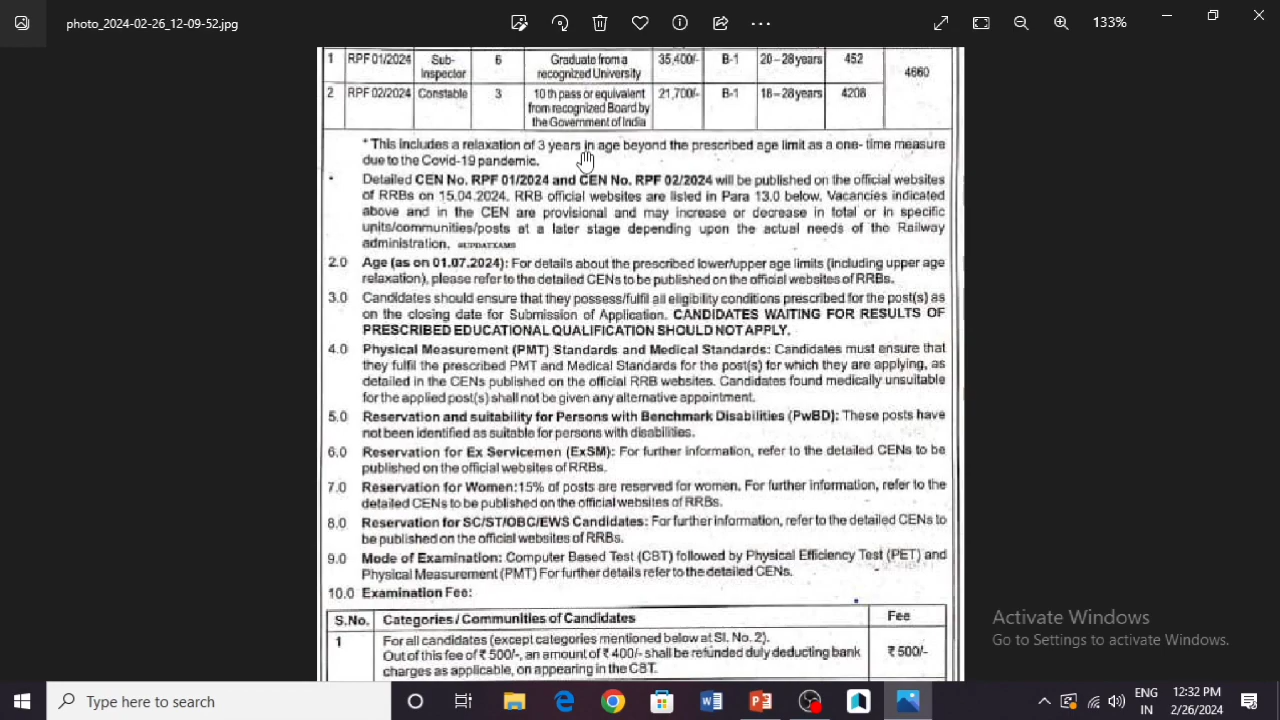 photo_2024-02-26_12-09-52.jpg
133%
1 RPF 01/2024 Sub-Inspector 6 Graduate from a recognized University 35,400/- B-1 20-28years 452 4660
2 RPF 02/2024 Constable 3 10 th pass or equivalent from recognized Board by the Government of India 21,700/- B-1 18-28years 4208
* This includes a relaxation of 3 years in age beyond the prescribed age limit as a one- time measure
due to the Covid-19 pandemic.
Detailed CEN No. RPF 01/2024 and CEN No. RPF 02/2024 will be published on the official websites
of RRBs on 15.04.2024. RRB official websites are listed in Para 13.0 below. Vacancies indicated
above and in the CEN are provisional and may increase or decrease in total or in specific
units/communities/posts at a later stage depending upon the actual needs of the Railway
administration. #UPDATXAMS
2.0 Age (as on 01.07.2024): For details about the prescribed lower/upper age limits (including upper age
relaxation), please refer to the detailed CENs to be published on the official websites of RRBs.
3.0 Candidates should ensure that they possess/fulfil all eligibility conditions prescribed for the post(s) as
on the closing date for Submission of Application. CANDIDATES WAITING FOR RESULTS OF
PRESCRIBED EDUCATIONAL QUALIFICATION SHOULD NOT APPLY.
4.0 Physical Measurement (PMT) Standards and Medical Standards: Candidates must ensure that
they fulfil the prescribed PMT and Medical Standards for the post(s) for which they are applying, as
detailed in the CENs published on the official RRB websites. Candidates found medically unsuitable
for the applied post(s) shall not be given any alternative appointment.
5.0 Reservation and suitability for Persons with Benchmark Disabilities (PwBD): These posts have
not been identified as suitable for persons with disabilities.
6.0 Reservation for Ex Servicemen (ExSM): For further information, refer to the detailed CENs to be
published on the official websites of RRBs.
7.0 Reservation for Women:15% of posts are reserved for women. For further information, refer to the
detailed CENs to be published on the official websites of RRBs.
8.0 Reservation for SC/ST/OBC/EWS Candidates: For further information, refer to the detailed CENs to
be published on the official websites of RRBs.
9.0 Mode of Examination: Computer Based Test (CBT) followed by Physical Efficiency Test (PET) and
Physical Measurement (PMT) For further details refer to the detailed CENs.
10.0 Examination Fee:
S.No. Categories / Communities of Candidates Fee
1 For all candidates (except categories mentioned below at Sl. No. 2).
Out of this fee of ₹ 500/-, an amount of ₹ 400/- shall be refunded duly deducting bank ₹ 500/-
charges as applicable, on appearing in the CBT.
Activate Windows
Go to Settings to activate Windows.
Type here to search
ENG
IN
12:32 PM
2/26/2024